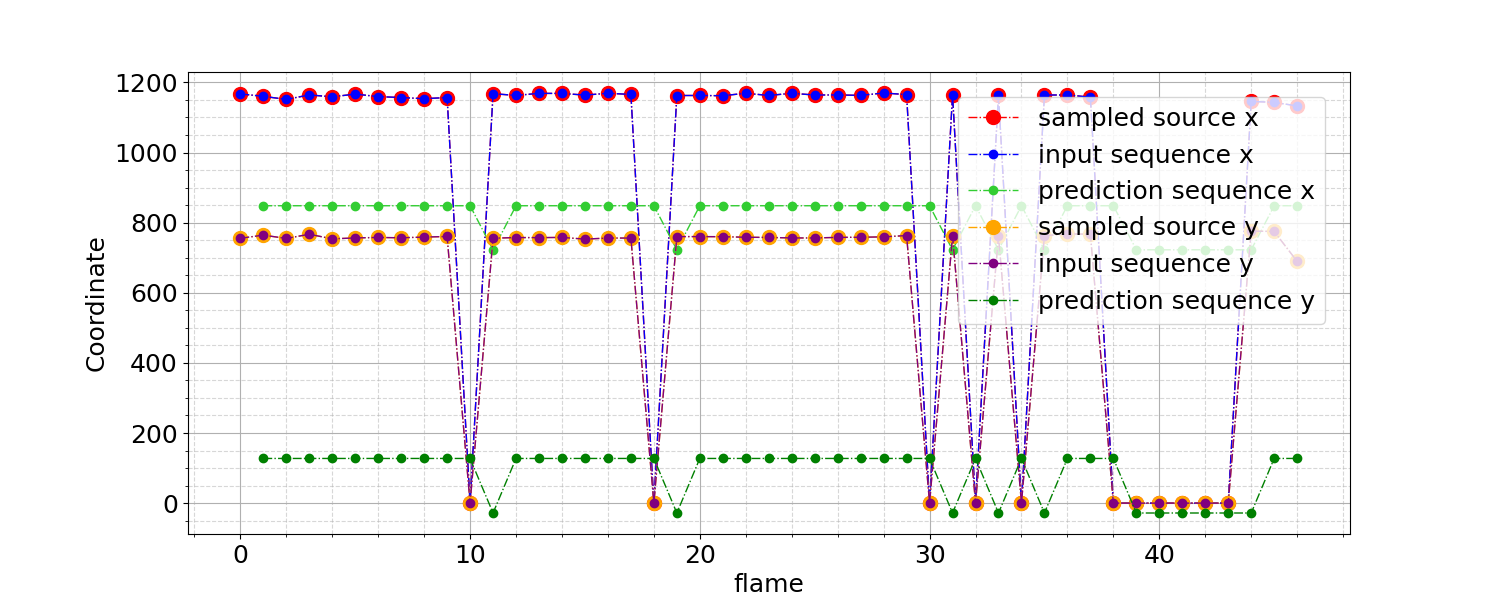 1200
1000
800
600
400
200
0
Coordinate
sampled source x
input sequence x
prediction sequence x
sampled source y
input sequence y
prediction sequence y
0 10 20 30 40
flame